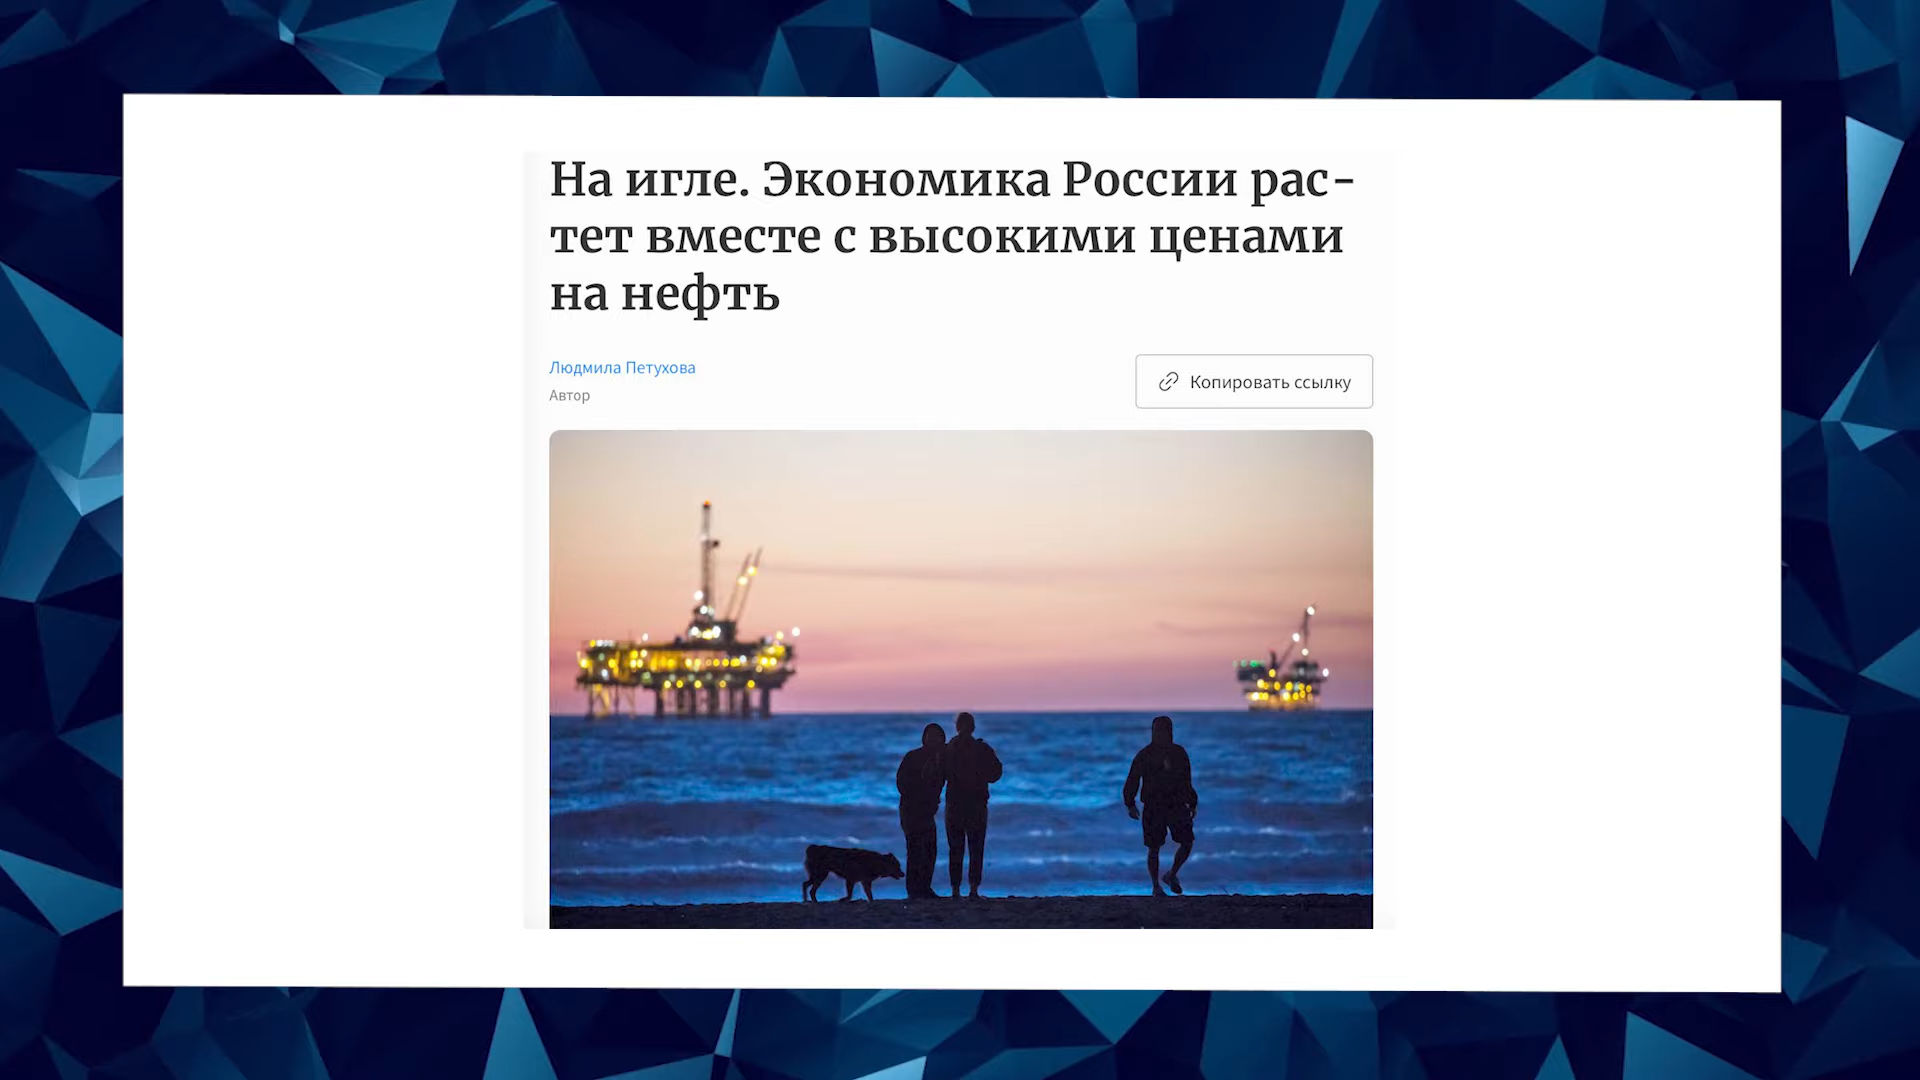 На игле. Экономика России рас-
тет вместе с высокими ценами
на нефть
Людмила Петухова
Автор
Копировать ссылку